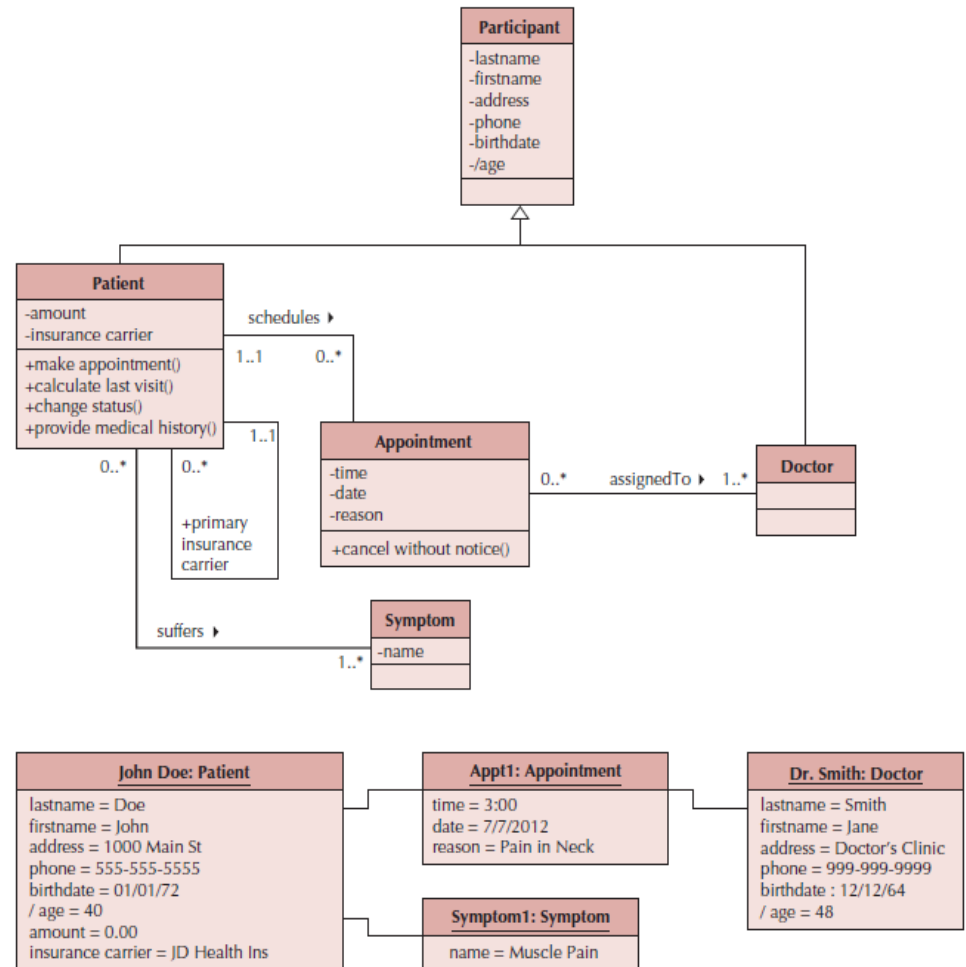 Participant
-lastname
-firstname
-address
-phone
-birthdate
-/age
Patient
-amount
-insurance carrier
+make appointment()
+calculate last visit()
+change status()
+provide medical history()
schedules
1..1
0..*
1..1
0..*
0..*
+primary
insurance
carrier
Appointment
-time
-date
-reason
+cancel without notice()
0..*
assignedTo
1..*
Doctor
suffers
1..*
Symptom
-name
John Doe: Patient
lastname = Doe
firstname = John
address = 1000 Main St
phone = 555-555-5555
birthdate = 01/01/72
/ age = 40
amount = 0.00
insurance carrier = JD Health Ins
Appt1: Appointment
time = 3:00
date = 7/7/2012
reason = Pain in Neck
Symptom1: Symptom
name = Muscle Pain
Dr. Smith: Doctor
lastname = Smith
firstname = Jane
address = Doctor's Clinic
phone = 999-999-9999
birthdate : 12/12/64
/ age = 48